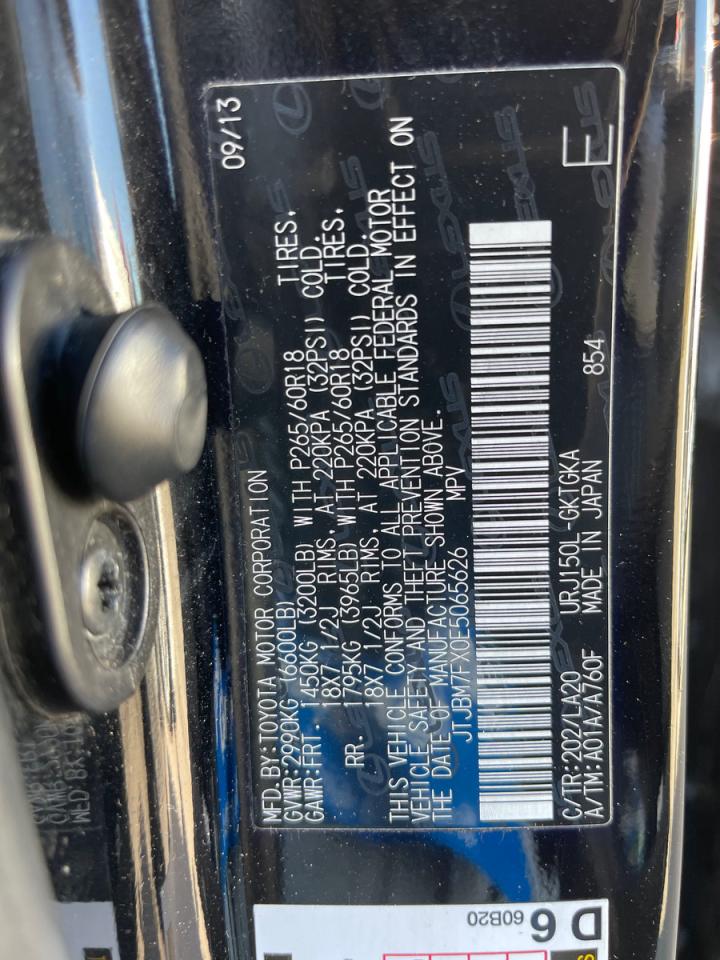 MFD. BY: TOYOTA MOTOR CORPORATION 09/13
GVWR: 2990KG (6600LB)
GAWR: FRT. 1450KG (3200LB) WITH P265/60R18 TIRES,
18X7 1/2J RIMS, AT 220KPA (32PSI) COLD.
RR. 1795KG (3965LB) WITH P265/60R18 TIRES,
18X7 1/2J RIMS, AT 220KPA (32PSI) COLD.
THIS VEHICLE CONFORMS TO ALL APPLICABLE FEDERAL MOTOR
VEHICLE SAFETY AND THEFT PREVENTION STANDARDS IN EFFECT ON
THE DATE OF MANUFACTURE SHOWN ABOVE.
JTJBM7FX0E5065626 MPV
C/TR: 202/LA20 URJ150L-GKTGKA 854
A/TM: A01A/A760F MADE IN JAPAN E
LEXUS
D 6
60B20